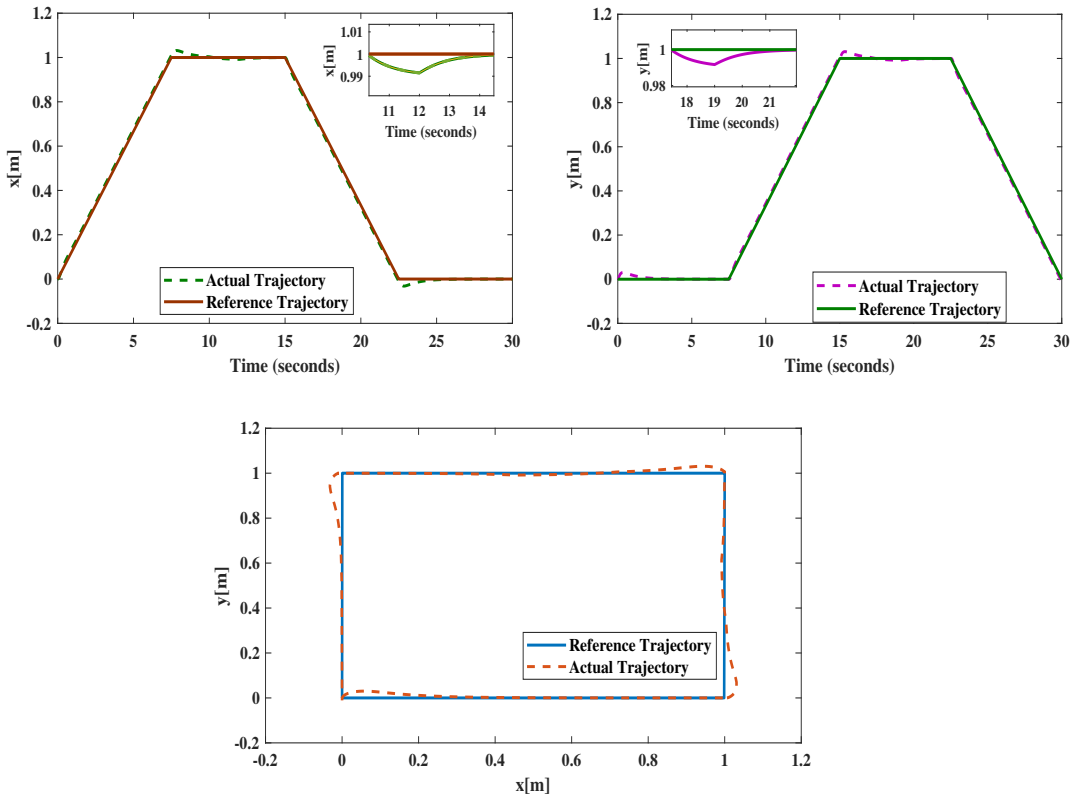 1.2
1
0.8
0.6
0.4
0.2
0
-0.2
x[m]
0 5 10 15 20 25 30
Time (seconds)
Actual Trajectory
Reference Trajectory
1.01
1
0.99
x[m]
11 12 13 14
Time (seconds)
1.2
1
0.8
0.6
0.4
0.2
0
-0.2
y[m]
0 5 10 15 20 25 30
Time (seconds)
Actual Trajectory
Reference Trajectory
1
0.98
y[m]
18 19 20 21
Time (seconds)
1.2
1
0.8
0.6
0.4
0.2
0
-0.2
y[m]
-0.2 0 0.2 0.4 0.6 0.8 1 1.2
x[m]
Reference Trajectory
Actual Trajectory